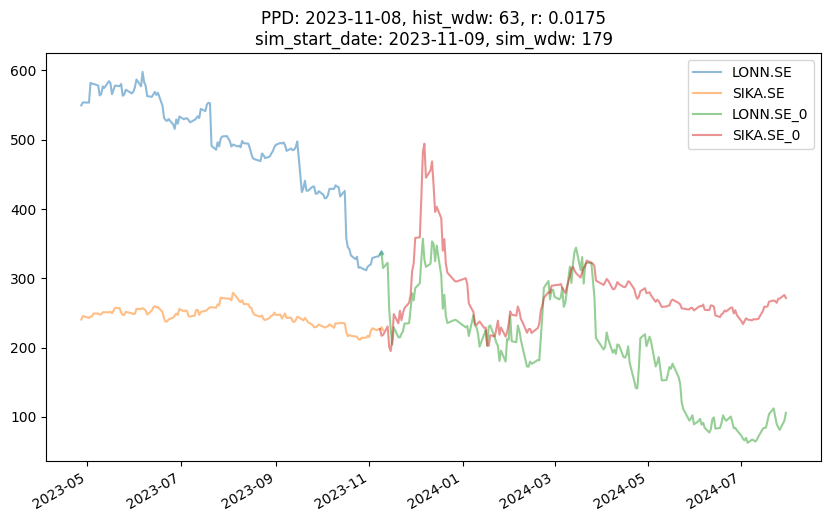 PPD: 2023-11-08, hist_wdw: 63, r: 0.0175
sim_start_date: 2023-11-09, sim_wdw: 179
LONN.SE
SIKA.SE
LONN.SE_0
SIKA.SE_0
600
500
400
300
200
100
2023-05
2023-07
2023-09
2023-11
2024-01
2024-03
2024-05
2024-07